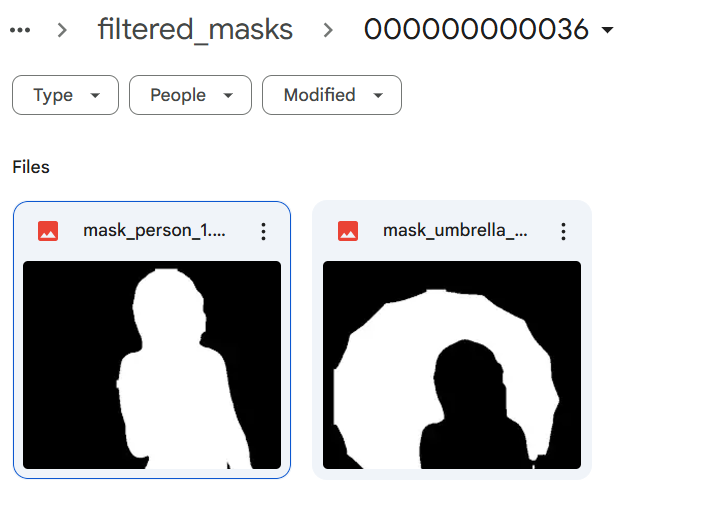 ••• > filtered_masks > 000000000036
Type People Modified
Files
mask_person_1.... mask_umbrella_...